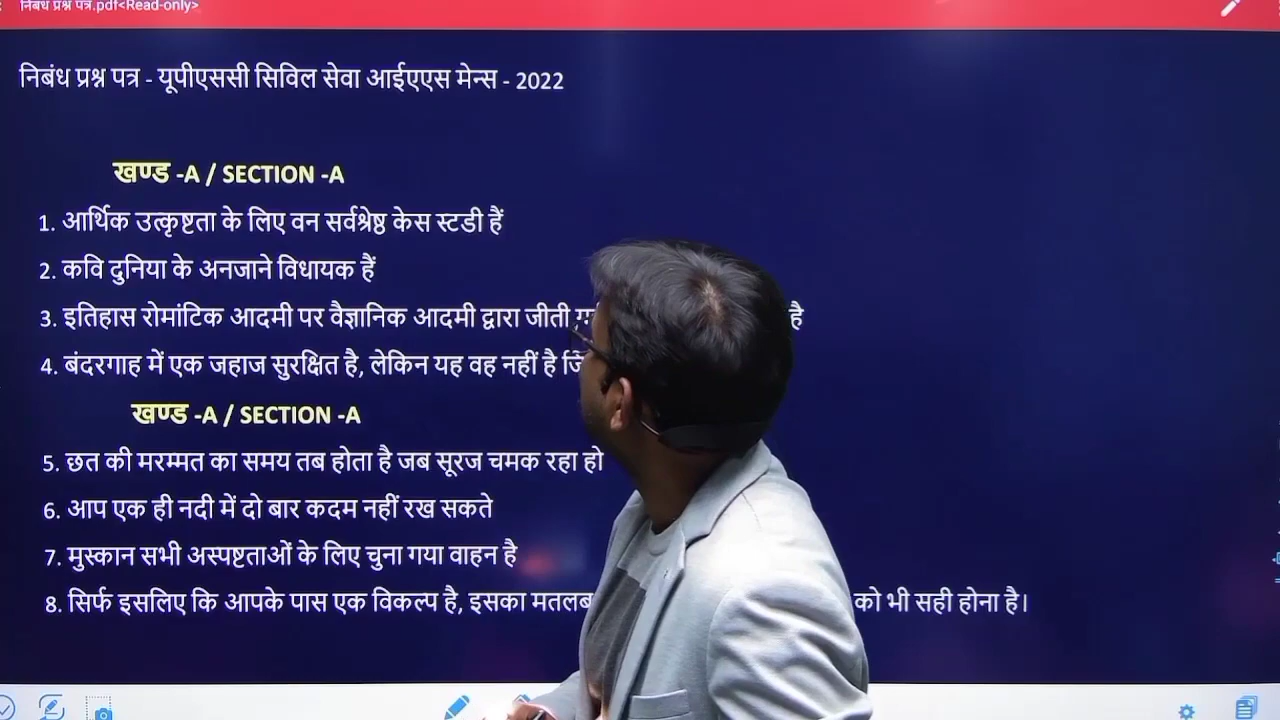 निबंध प्रश्न पत्र.pdf<Read-only>
निबंध प्रश्न पत्र - यूपीएससी सिविल सेवा आईएएस मेन्स - 2022
खण्ड -A / SECTION -A
1. आर्थिक उत्कृष्टता के लिए वन सर्वश्रेष्ठ केस स्टडी हैं
2. कवि दुनिया के अनजाने विधायक हैं
3. इतिहास रोमांटिक आदमी पर वैज्ञानिक आदमी द्वारा जीती है
4. बंदरगाह में एक जहाज सुरक्षित है, लेकिन यह वह नहीं है
खण्ड -A / SECTION -A
5. छत की मरम्मत का समय तब होता है जब सूरज चमक रहा हो
6. आप एक ही नदी में दो बार कदम नहीं रख सकते
7. मुस्कान सभी अस्पष्टताओं के लिए चुना गया वाहन है
8. सिर्फ इसलिए कि आपके पास एक विकल्प है, इसका मतलब को भी सही होना है।